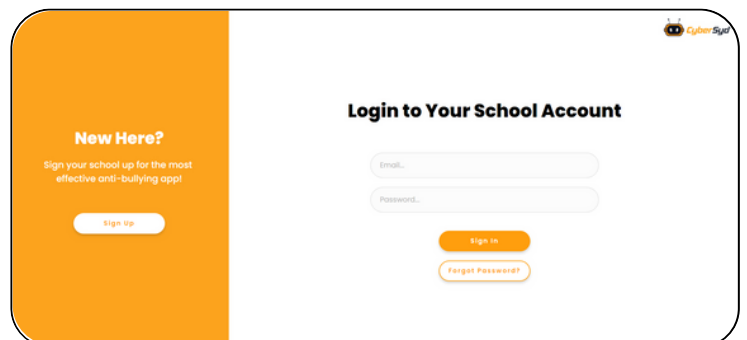 CyberSyd
New Here?
Sign your school up for the most
effective anti-bullying app!
Sign Up
Login to Your School Account
Email...
Password...
Sign In
Forgot Password?